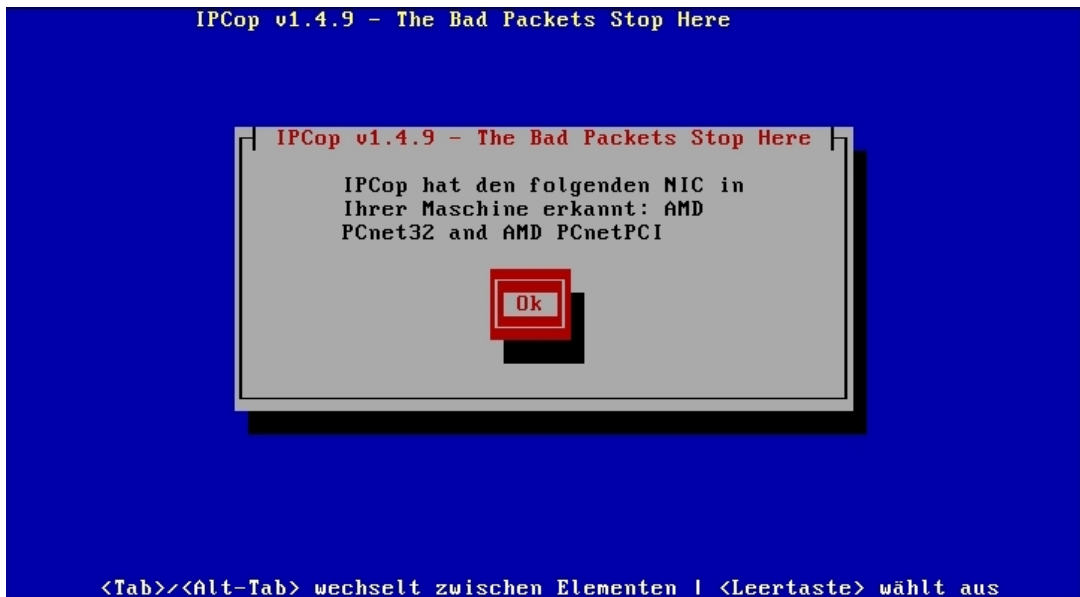 IPCop v1.4.9 - The Bad Packets Stop Here
IPCop v1.4.9 - The Bad Packets Stop Here
IPCop hat den folgenden NIC in
Ihrer Maschine erkannt: AMD
PCnet32 and AMD PCnetPCI
Ok
<Tab>/<Alt-Tab> wechselt zwischen Elementen | <Leertaste> wählt aus